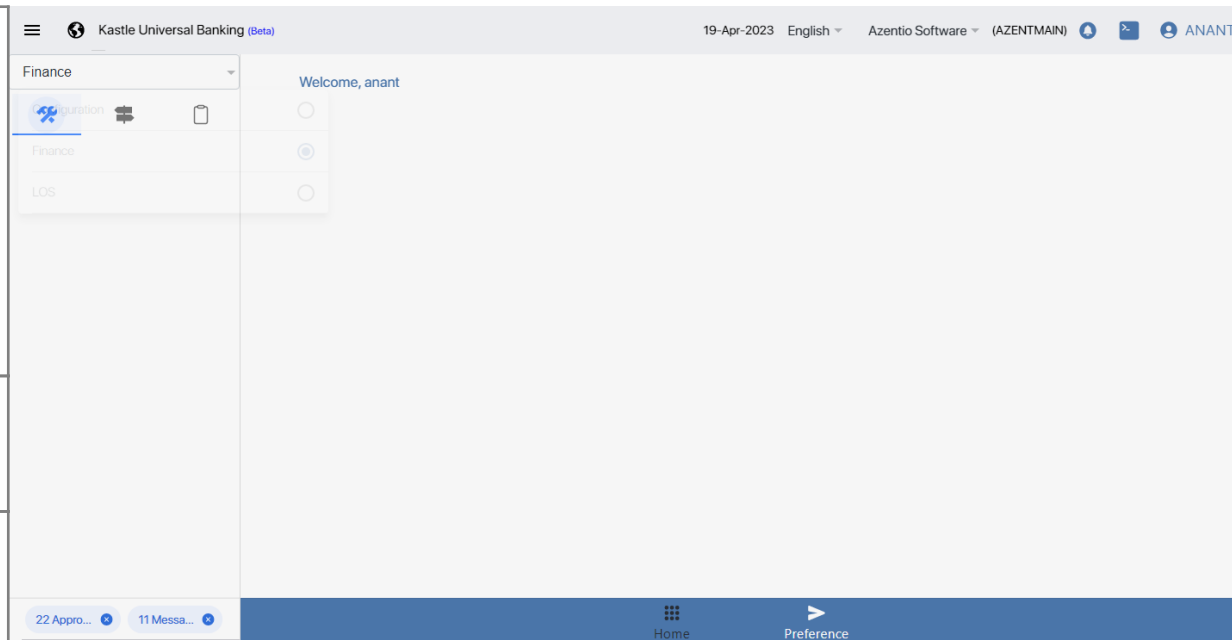 Kastle Universal Banking (Beta)
19-Apr-2023 English Azentio Software (AZENTMAIN) ANANT
Finance
Welcome, anant
Configuration
Finance
LOS
22 Appro... 11 Messa...
Home Preference